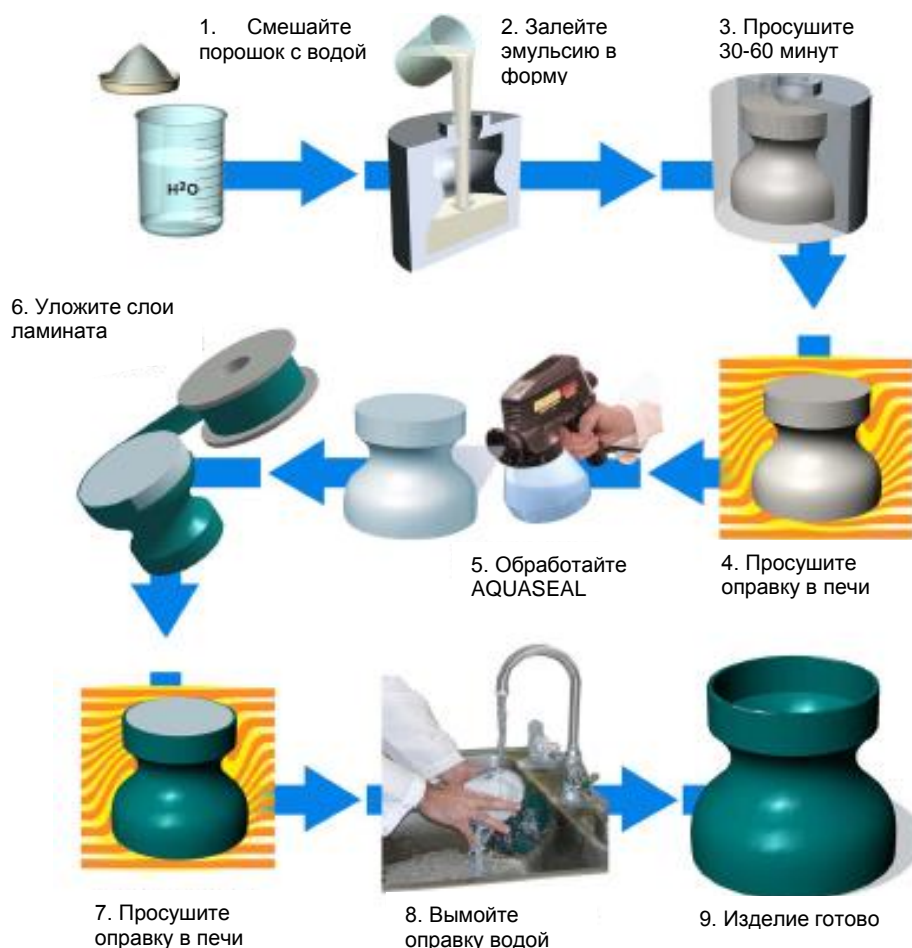 1. Смешайте
порошок с водой
2. Залейте
эмульсию в
форму
3. Просушите
30-60 минут
H²O
6. Уложите слои
ламината
5. Обработайте
AQUASEAL
4. Просушите
оправку в печи
7. Просушите
оправку в печи
8. Вымойте
оправку водой
9. Изделие готово